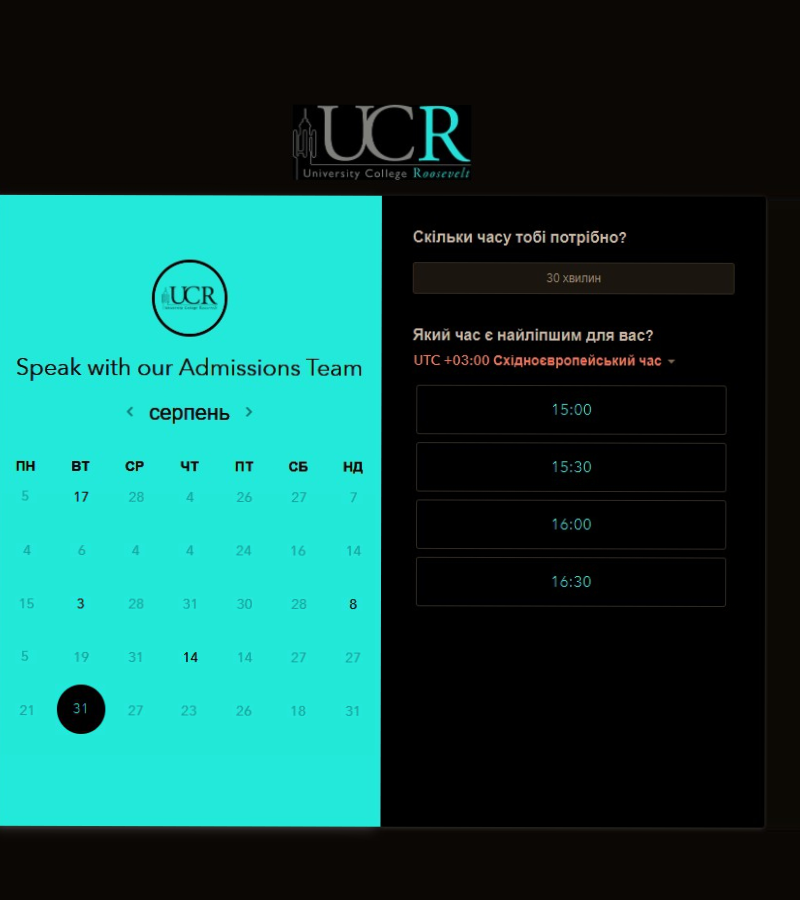 UCR
University College Roosevelt
UCR
Speak with our Admissions Team
серпень
ПН ВТ СР ЧТ ПТ СБ НД
5 17 28 4 26 27 7
4 6 4 4 24 16 14
15 3 28 31 30 28 8
5 19 31 14 14 27 27
21 31 27 23 26 18 31
Скільки часу тобі потрібно?
30 хвилин
Який час є найліпшим для вас?
UTC +03:00 Східноєвропейський час
15:00
15:30
16:00
16:30